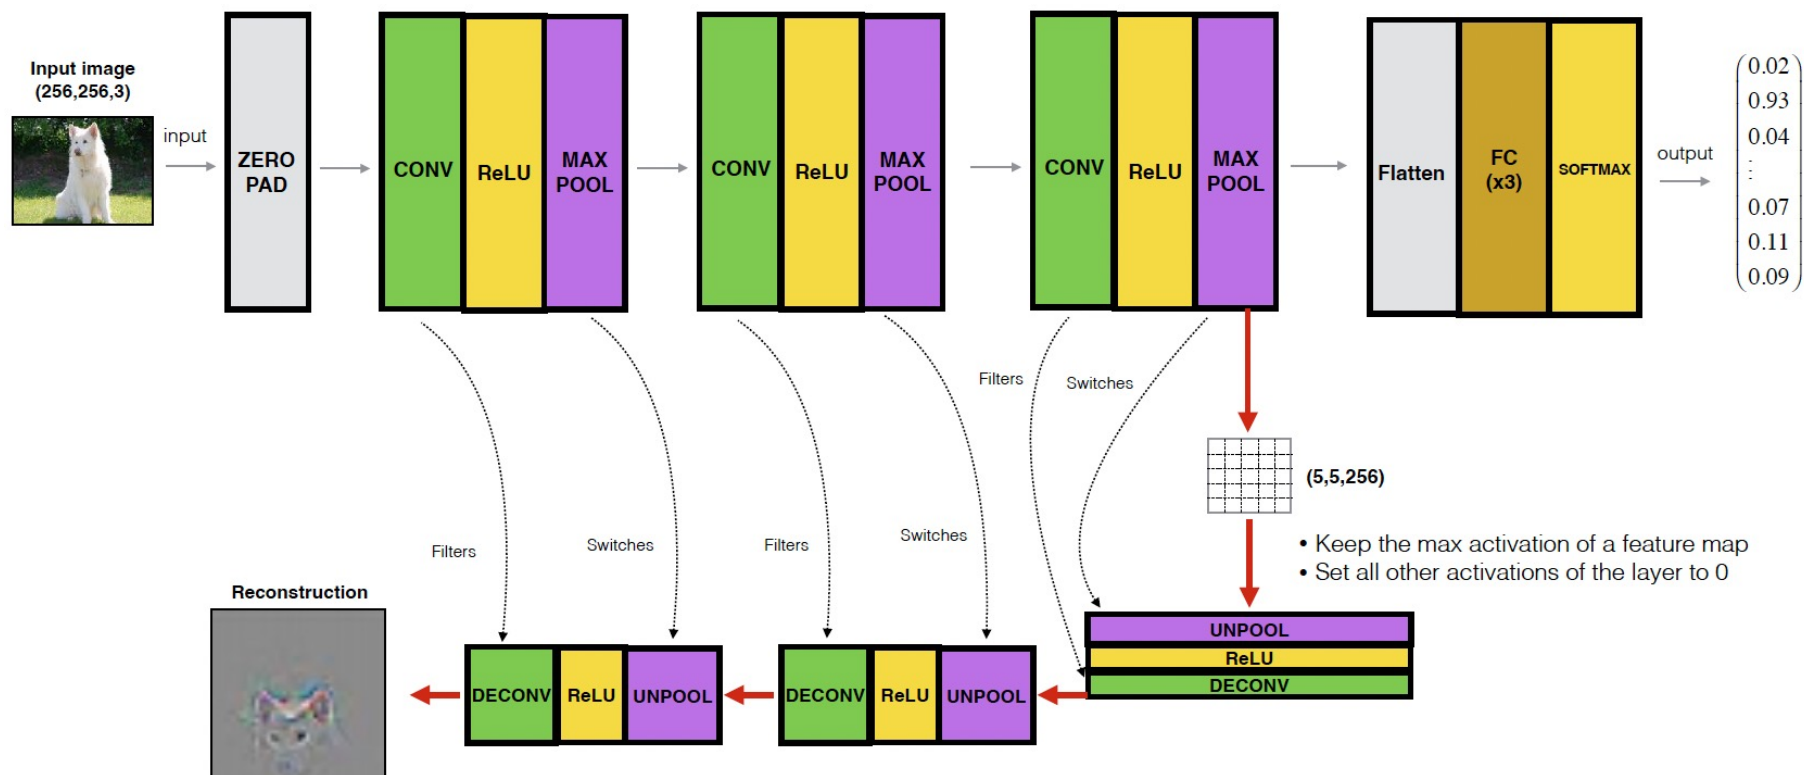 Input image
(256,256,3)
input
ZERO
PAD
CONV
ReLU
MAX
POOL
CONV
ReLU
MAX
POOL
CONV
ReLU
MAX
POOL
Flatten
FC
(x3)
SOFTMAX
output
0.02
0.93
0.04
⋮
0.07
0.11
0.09
Filters
Switches
(5,5,256)
Filters
Switches
Filters
Switches
• Keep the max activation of a feature map
• Set all other activations of the layer to 0
Reconstruction
UNPOOL
ReLU
DECONV
DECONV
ReLU
UNPOOL
DECONV
ReLU
UNPOOL